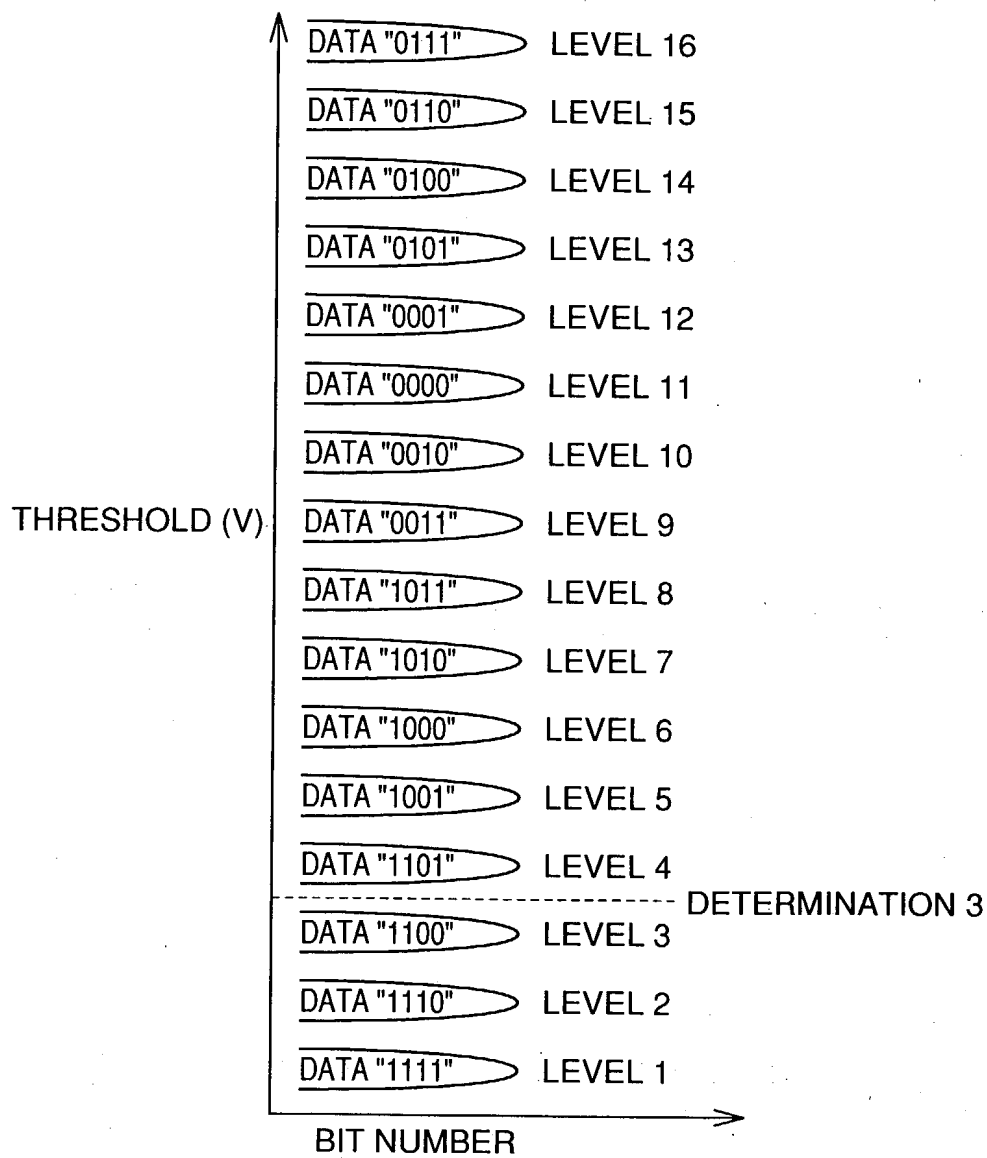 DATA "0111" LEVEL 16
DATA "0110" LEVEL 15
DATA "0100" LEVEL 14
DATA "0101" LEVEL 13
DATA "0001" LEVEL 12
DATA "0000" LEVEL 11
DATA "0010" LEVEL 10
THRESHOLD (V) DATA "0011" LEVEL 9
DATA "1011" LEVEL 8
DATA "1010" LEVEL 7
DATA "1000" LEVEL 6
DATA "1001" LEVEL 5
DATA "1101" LEVEL 4
DETERMINATION 3
DATA "1100" LEVEL 3
DATA "1110" LEVEL 2
DATA "1111" LEVEL 1
BIT NUMBER